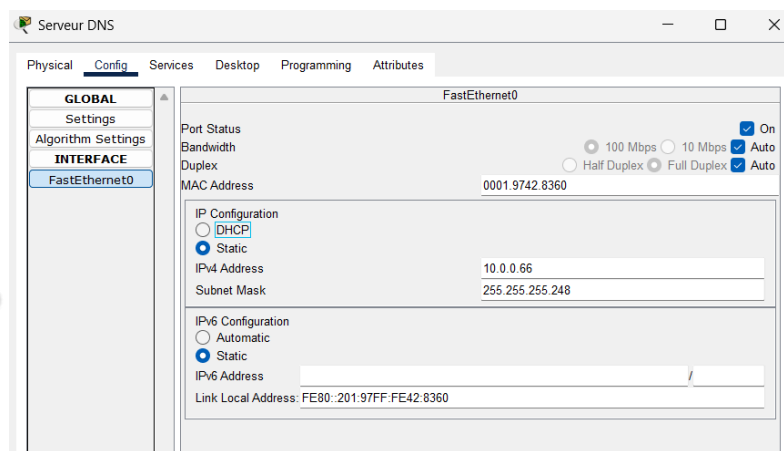 Serveur DNS
Physical Config Services Desktop Programming Attributes
GLOBAL
Settings
Algorithm Settings
INTERFACE
FastEthernet0
FastEthernet0
Port Status On
Bandwidth 100 Mbps 10 Mbps Auto
Duplex Half Duplex Full Duplex Auto
MAC Address 0001.9742.8360
IP Configuration
DHCP
Static
IPv4 Address 10.0.0.66
Subnet Mask 255.255.255.248
IPv6 Configuration
Automatic
Static
IPv6 Address /
Link Local Address: FE80::201:97FF:FE42:8360